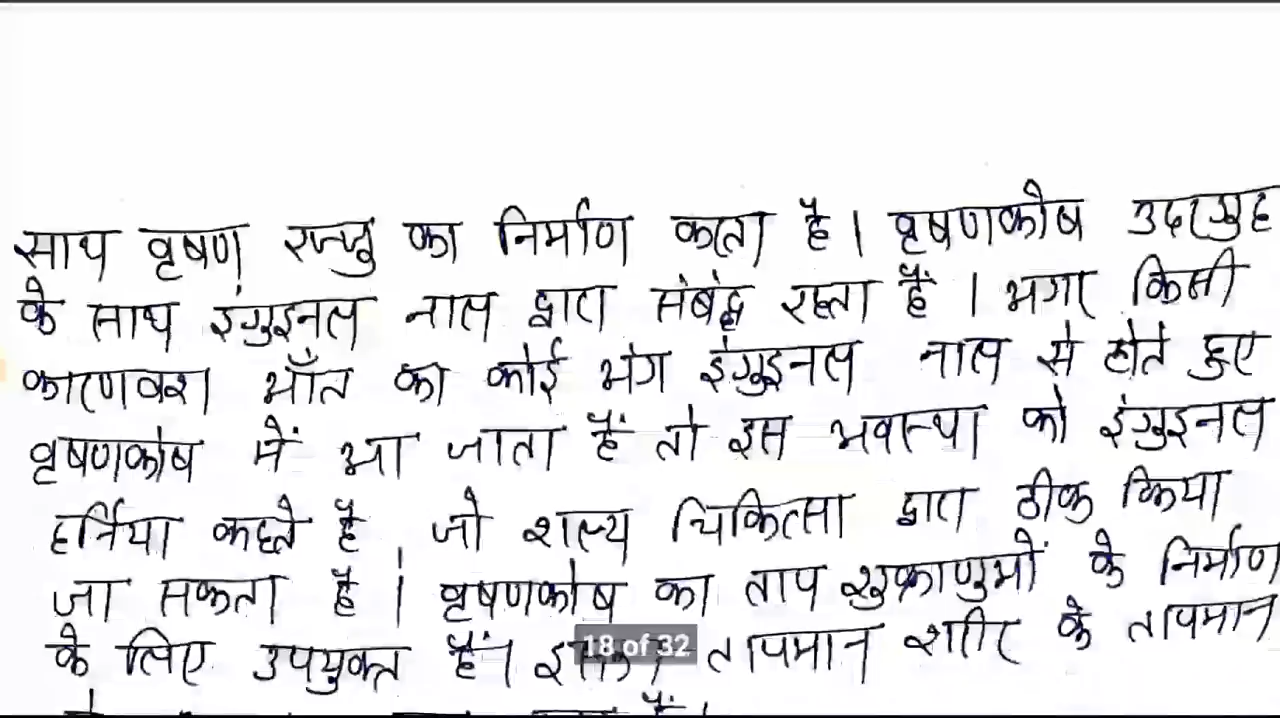 साथ वृषण रज्जु का निर्माण करता है। वृषणकोष उदरगुह
के साथ इंगुइनल नाल द्वारा संबंद्ध रहता हैं। अगर किसी
कारणवश आँत का कोई अंग इंगुइनल नाल से होते हुए
वृषणकोष में आ जाता हैं तो इस अवस्था को इंगुइनल
हर्निया कहते है, जो शल्य चिकित्सा द्वारा ठीक किया
जा सकता है। वृषणकोष का ताप शुक्राणुओं के निर्माण
के लिए उपयुक्त हैं। तापमान शरीर के तापमान
18 of 32